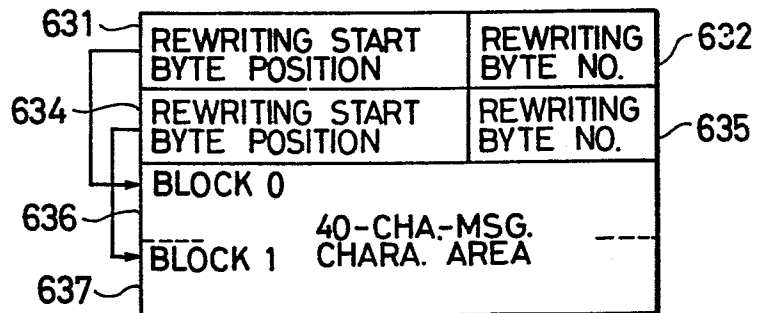 631
REWRITING START
BYTE POSITION
REWRITING
BYTE NO.
632
634
REWRITING START
BYTE POSITION
REWRITING
BYTE NO.
635
BLOCK 0
636
40-CHA.-MSG.
CHARA. AREA
BLOCK 1
637